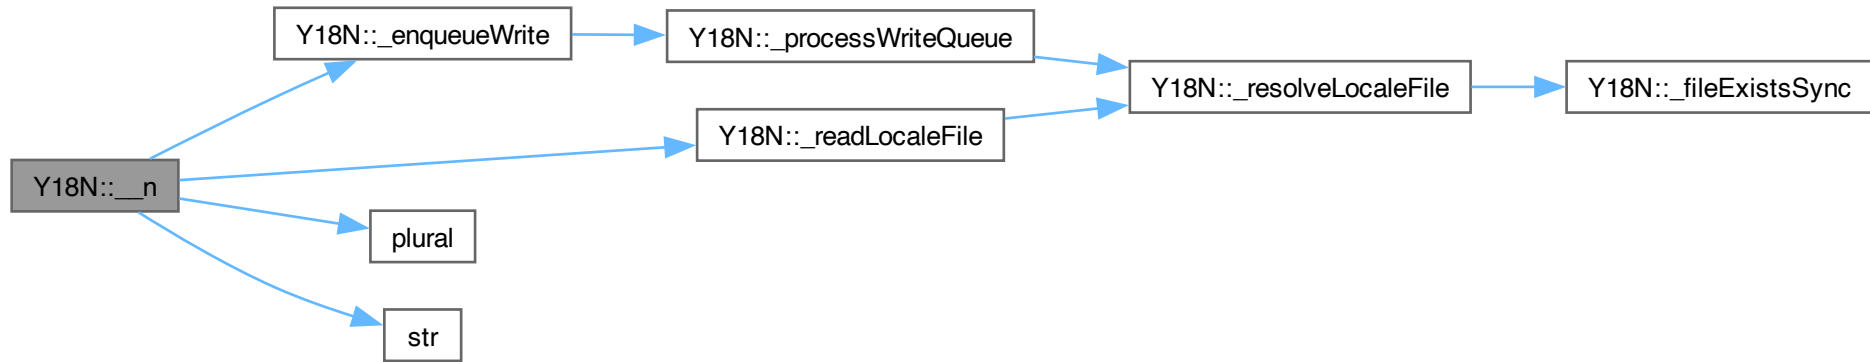 Y18N::__n
Y18N::_enqueueWrite
Y18N::_processWriteQueue
Y18N::_readLocaleFile
Y18N::_resolveLocaleFile
Y18N::_fileExistsSync
plural
str